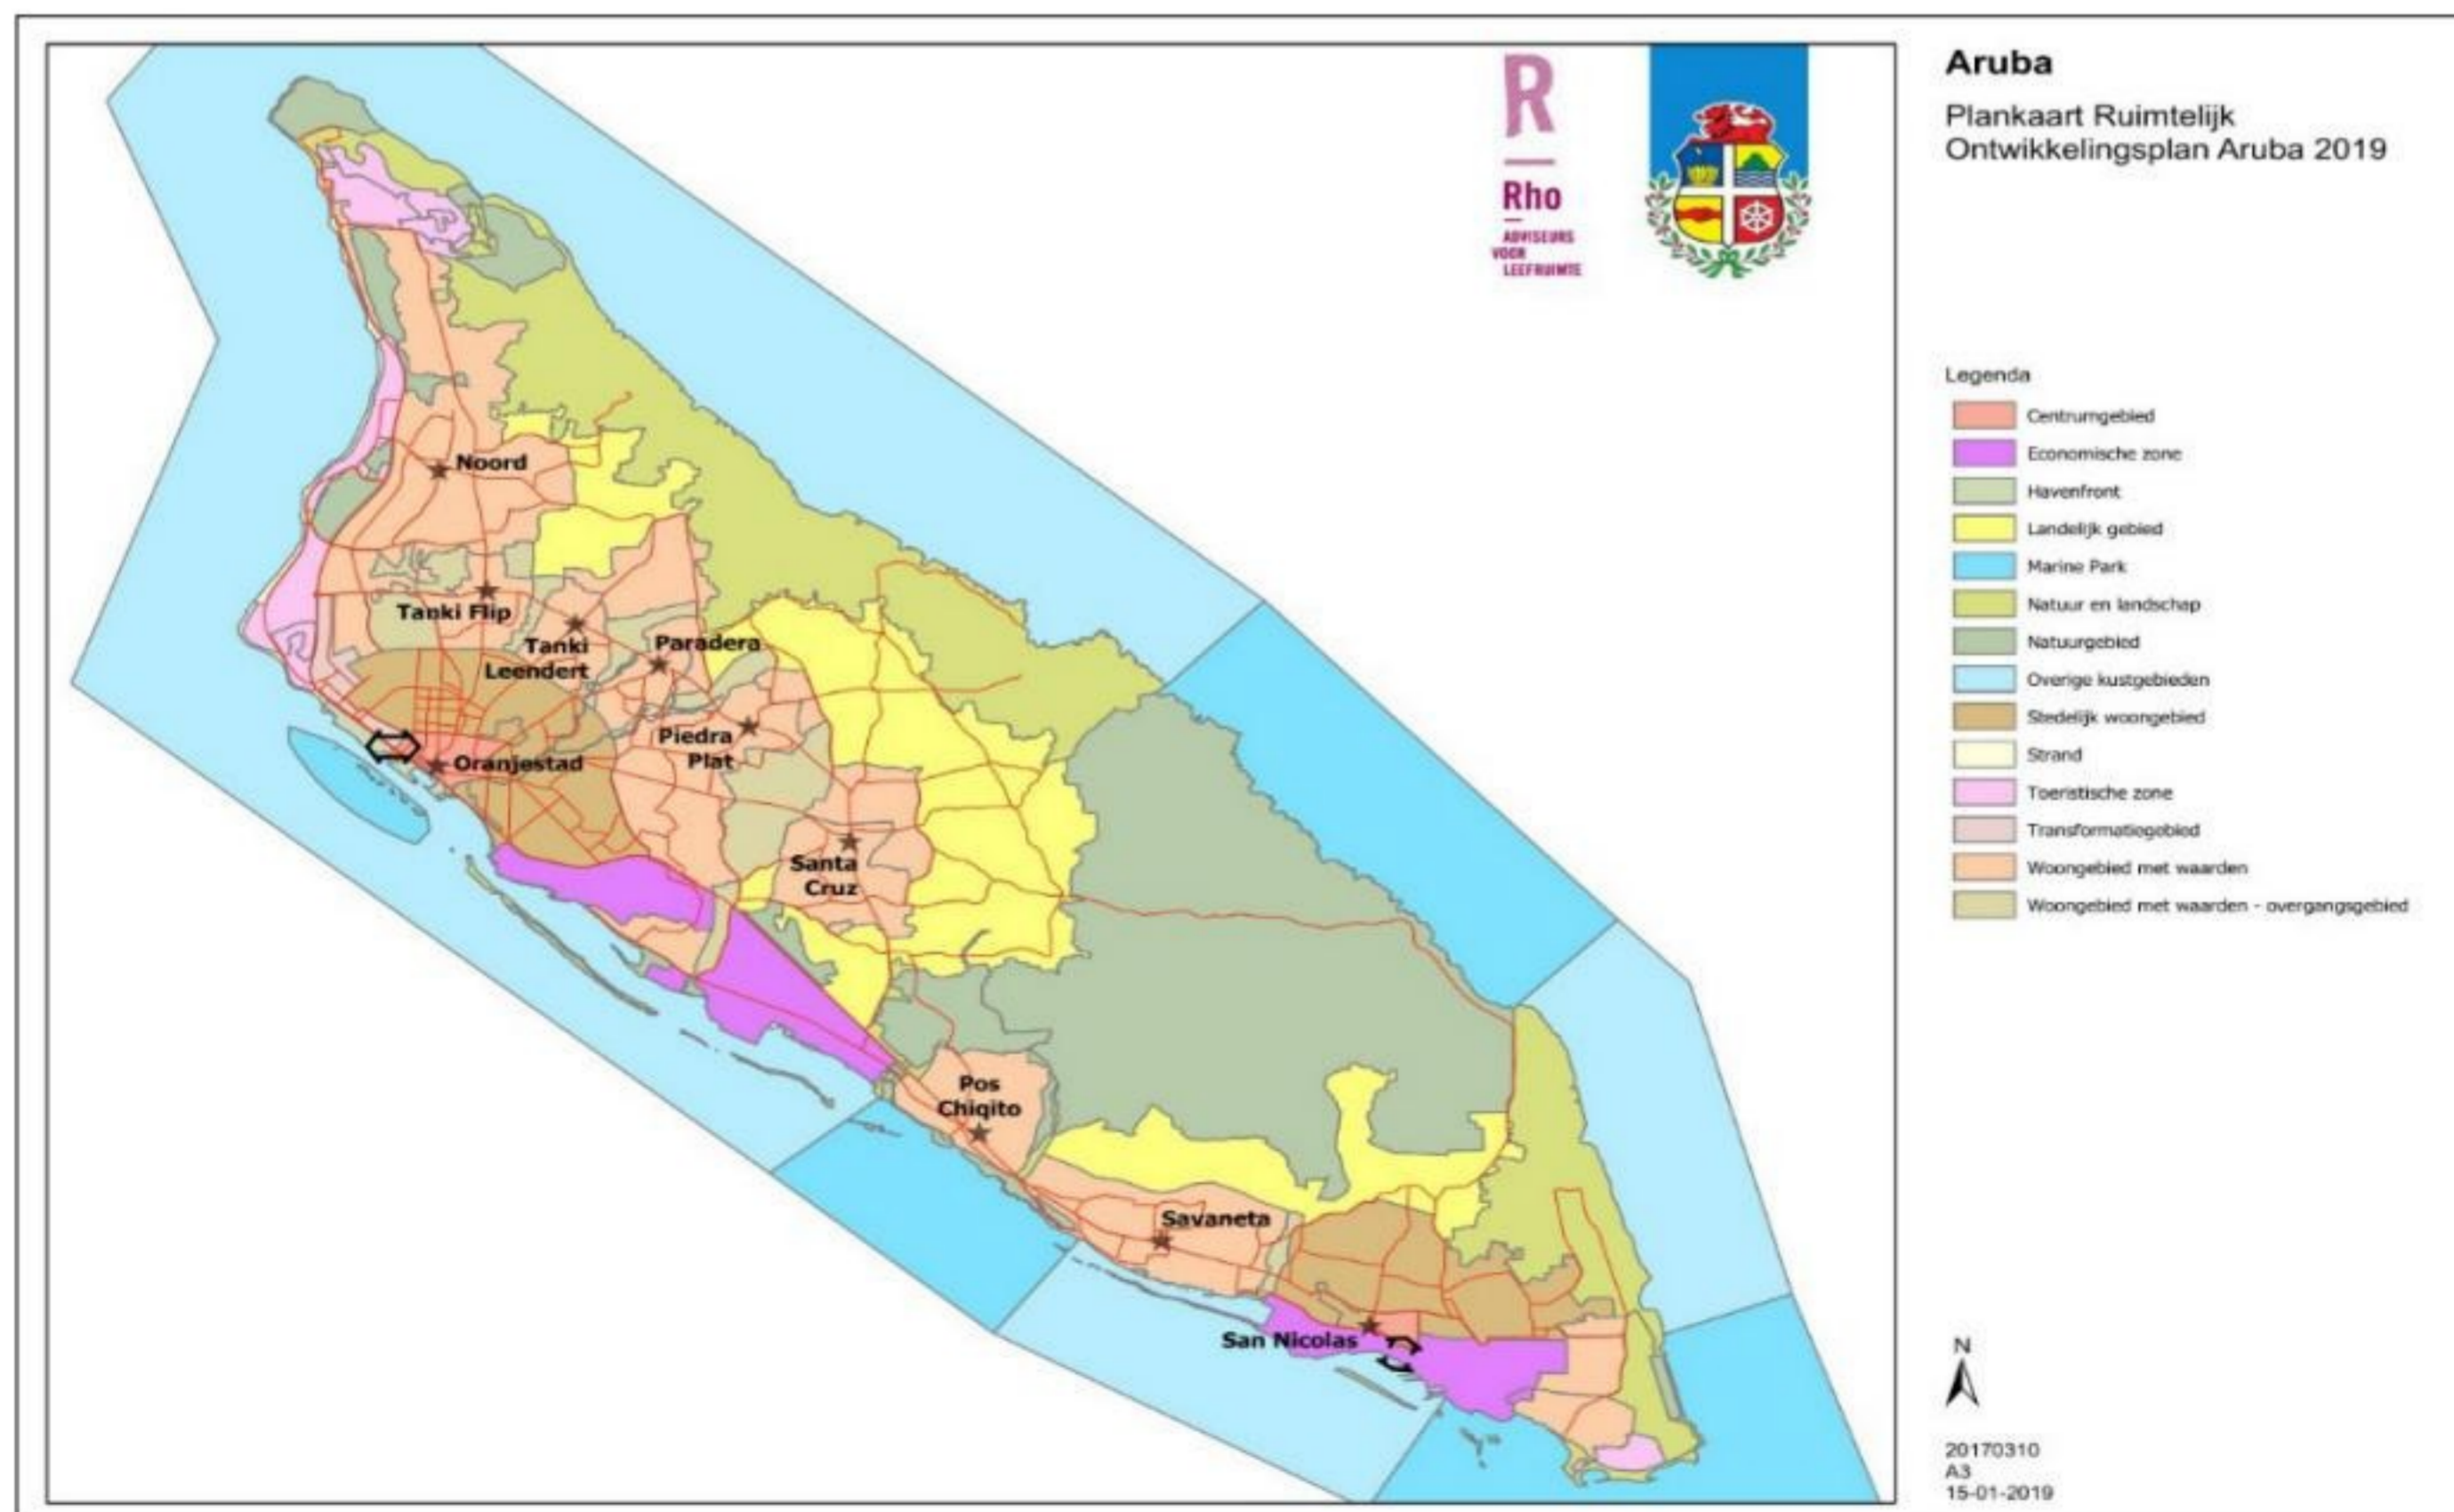 R
Rho
ADVISEURS
VOOR
LEEFRUIMTE
Aruba
Plankaart Ruimtelijk
Ontwikkelingsplan Aruba 2019
Legenda
Centrumgebied
Economische zone
Havenfront
Landelijk gebied
Marine Park
Natuur en landschap
Natuurgebied
Overige kustgebieden
Stedelijk woongebied
Strand
Toeristische zone
Transformatiegebied
Woongebied met waarden
Woongebied met waarden - overgangsgebied
Noord
Tanki Flip
Tanki
Leendert
Paradera
Piedra
Plat
Oranjestad
Santa
Cruz
Pos
Chiqito
Savaneta
San Nicolas
N
20170310
A3
15-01-2019